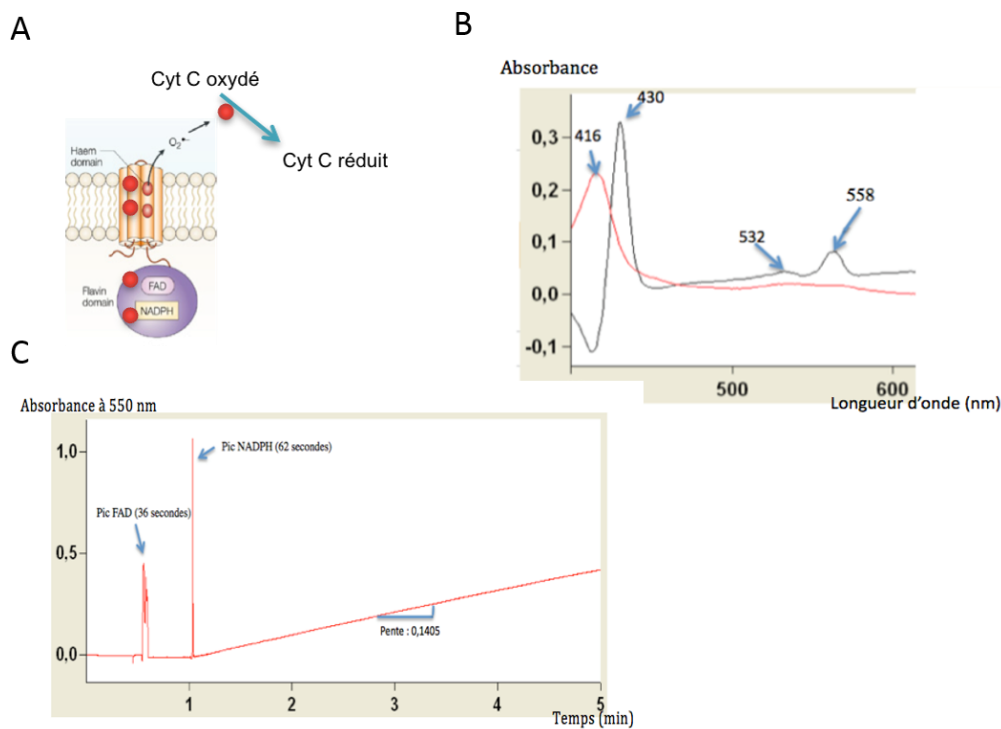 A
Cyt C oxydé
Cyt C réduit
O2•-
Haem
domain
Flavin
domain
FAD
NADPH
B
Absorbance
430
416
0,3
0,2
558
0,1
532
0,0
-0,1
500
600
Longueur d'onde (nm)
C
Absorbance à 550 nm
1,0
Pic NADPH (62 secondes)
Pic FAD (36 secondes)
0,5
Pente : 0,1405
0,0
1
2
3
4
5
Temps (min)